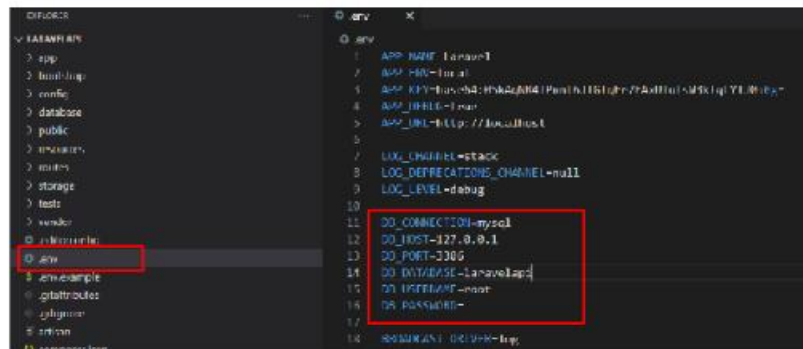 EXPLORER
.env
LARAVELAPI
.env
app
bootstrap
config
database
public
resources
routes
storage
tests
vendor
.editorconfig
.env
.env.example
.gitattributes
.gitignore
artisan
1 APP_NAME=Laravel
2 APP_ENV=local
3
4 APP_DEBUG=true
5 APP_URL=http://localhost
6
7 LOG_CHANNEL=stack
8 LOG_DEPRECATIONS_CHANNEL=null
9 LOG_LEVEL=debug
10
11 DB_CONNECTION=mysql
12 DB_HOST=127.0.0.1
13 DB_PORT=3306
14 DB_DATABASE=laravelapi
15 DB_USERNAME=root
16 DB_PASSWORD=
17
18 BROADCAST_DRIVER=log